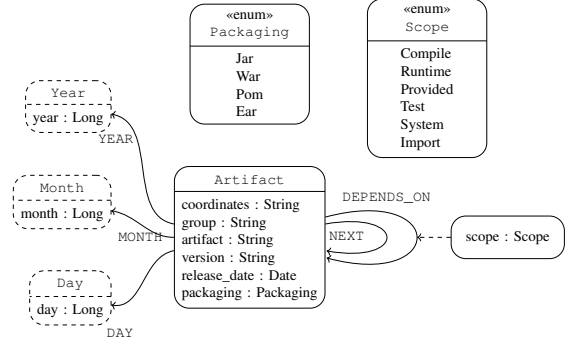 «enum»
Packaging
Jar
War
Pom
Ear
«enum»
Scope
Compile
Runtime
Provided
Test
System
Import
Year
year : Long
YEAR
Month
month : Long
MONTH
Day
day : Long
DAY
Artifact
coordinates : String
group : String
artifact : String
version : String
release_date : Date
packaging : Packaging
DEPENDS_ON
NEXT
scope : Scope